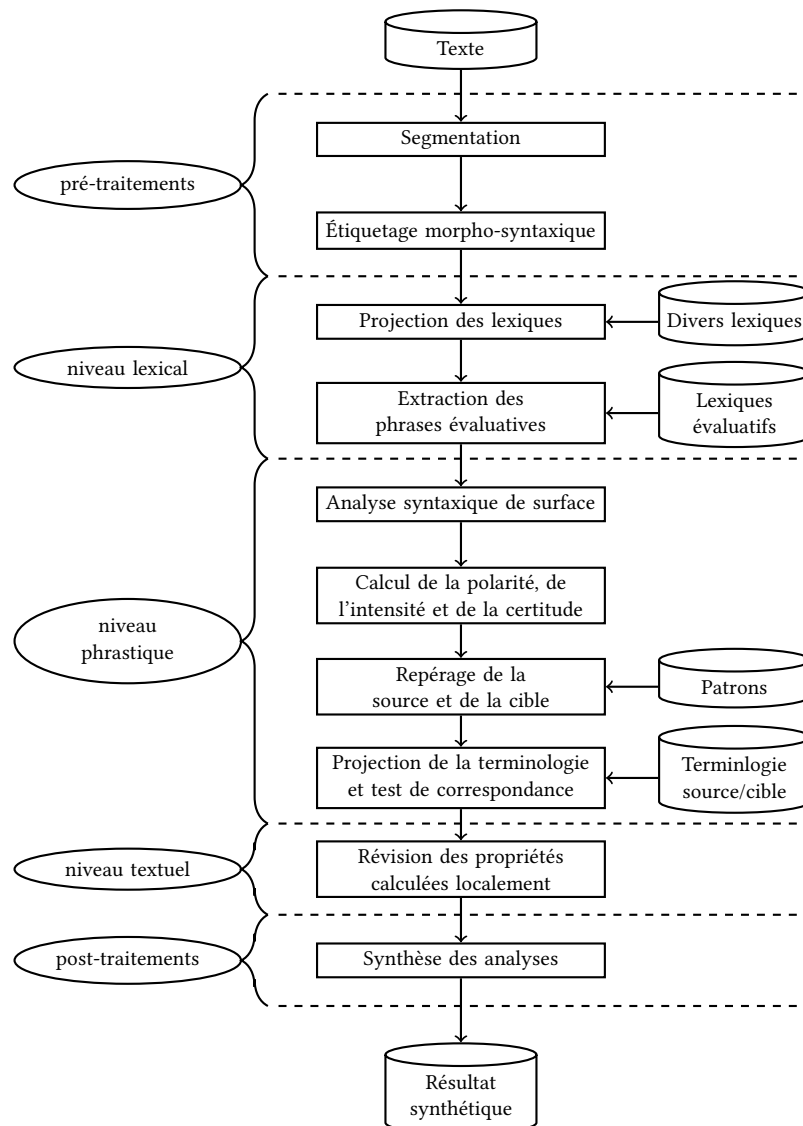 Texte
Segmentation
pré-traitements
Étiquetage morpho-syntaxique
Projection des lexiques
Divers lexiques
niveau lexical
Extraction des
phrases évaluatives
Lexiques
évaluatifs
Analyse syntaxique de surface
Calcul de la polarité, de
l'intensité et de la certitude
niveau
phrastique
Repérage de la
source et de la cible
Patrons
Projection de la terminologie
et test de correspondance
Terminlogie
source/cible
niveau textuel
Révision des propriétés
calculées localement
post-traitements
Synthèse des analyses
Résultat
synthétique